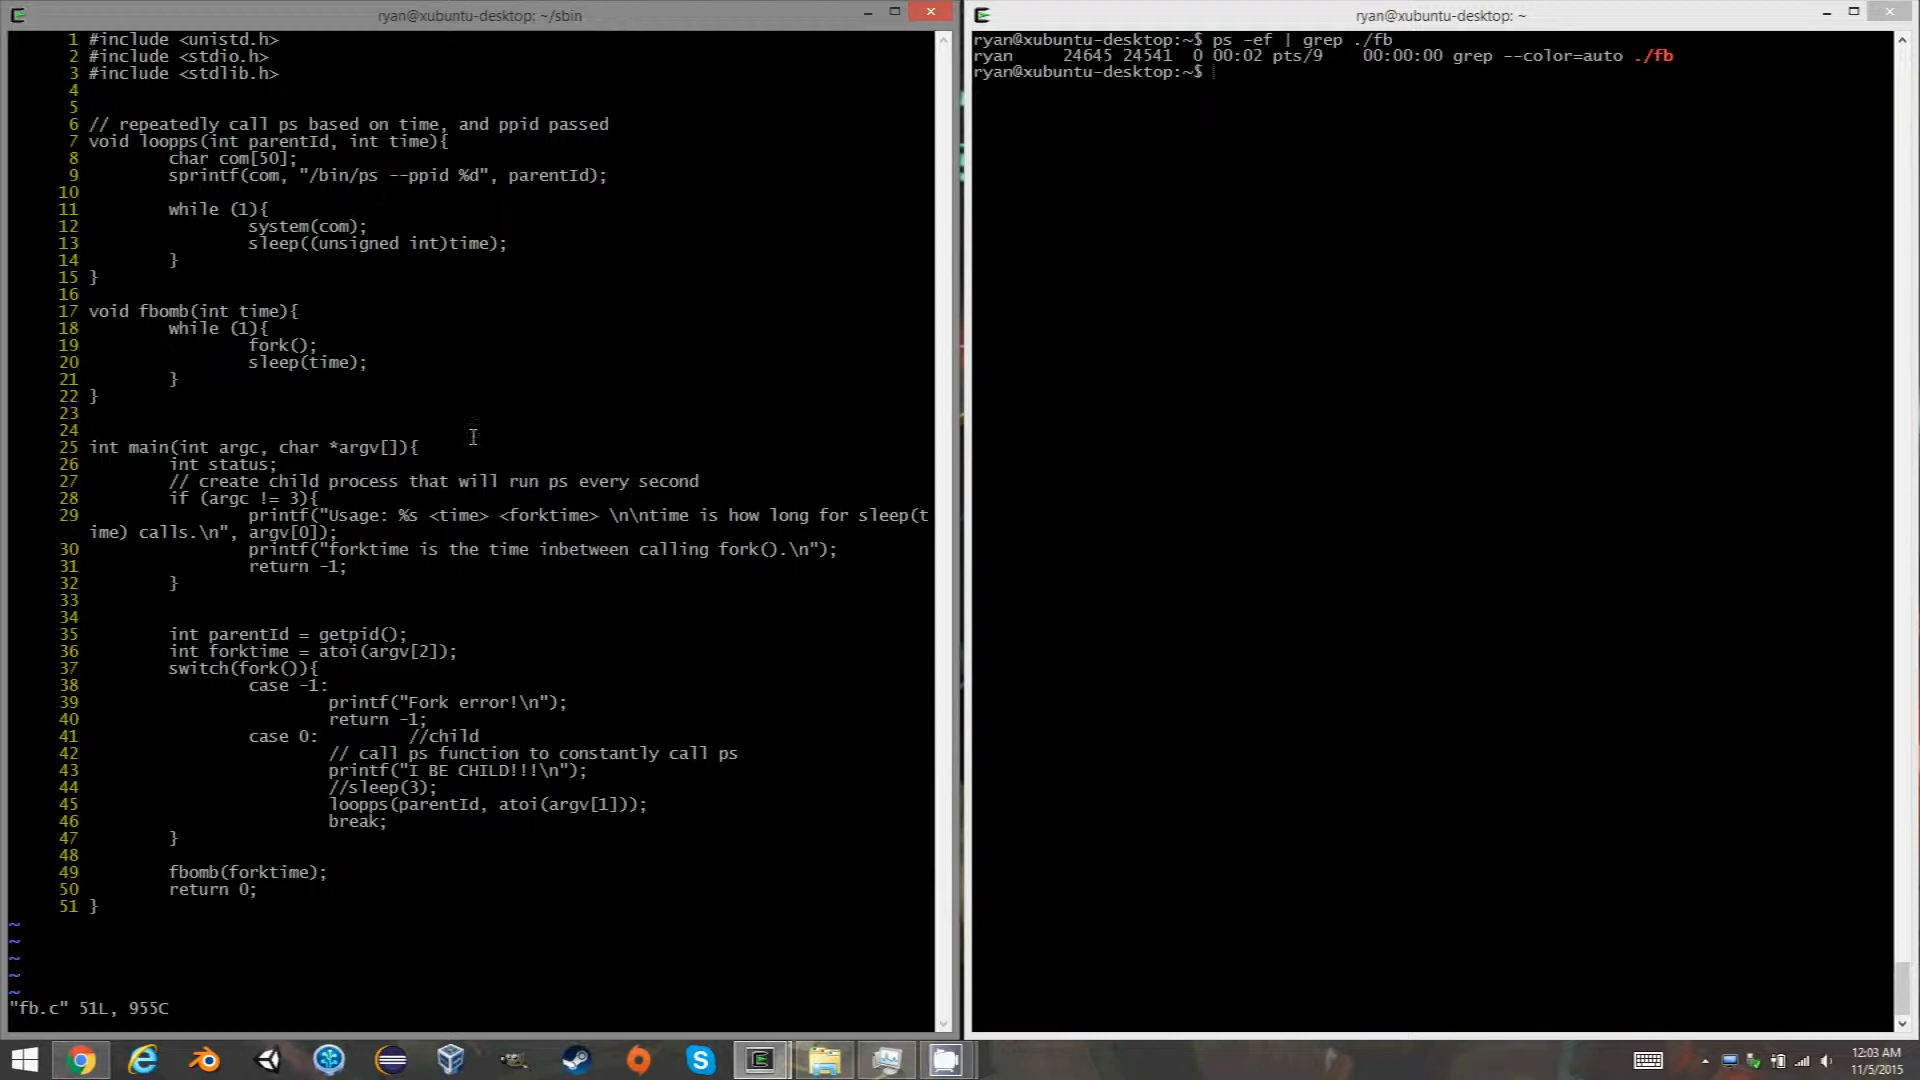 ryan@xubuntu-desktop: ~/sbin
1 #include <unistd.h>
2 #include <stdio.h>
3 #include <stdlib.h>
4
5
6 // repeatedly call ps based on time, and ppid passed
7 void loopps(int parentId, int time){
8 char com[50];
9 sprintf(com, "/bin/ps --ppid %d", parentId);
10
11 while (1){
12 system(com);
13 sleep((unsigned int)time);
14 }
15 }
16
17 void fbomb(int time){
18 while (1){
19 fork();
20 sleep(time);
21 }
22 }
23
24
25 int main(int argc, char *argv[]){
26 int status;
27 // create child process that will run ps every second
28 if (argc != 3){
29 printf("Usage: %s <time> <forktime> \n\ntime is how long for sleep(t
ime) calls.\n", argv[0]);
30 printf("forktime is the time inbetween calling fork().\n");
31 return -1;
32 }
33
34
35 int parentId = getpid();
36 int forktime = atoi(argv[2]);
37 switch(fork()){
38 case -1:
39 printf("Fork error!\n");
40 return -1;
41 case 0: //child
42 // call ps function to constantly call ps
43 printf("I BE CHILD!!!\n");
44 //sleep(3);
45 loopps(parentId, atoi(argv[1]));
46 break;
47 }
48
49 fbomb(forktime);
50 return 0;
51 }
~
~
~
~
~
"fb.c" 51L, 955C
ryan@xubuntu-desktop: ~
ryan@xubuntu-desktop:~$ ps -ef | grep ./fb
ryan 24645 24541 0 00:02 pts/9 00:00:00 grep --color=auto ./fb
ryan@xubuntu-desktop:~$
12:03 AM
11/5/2015